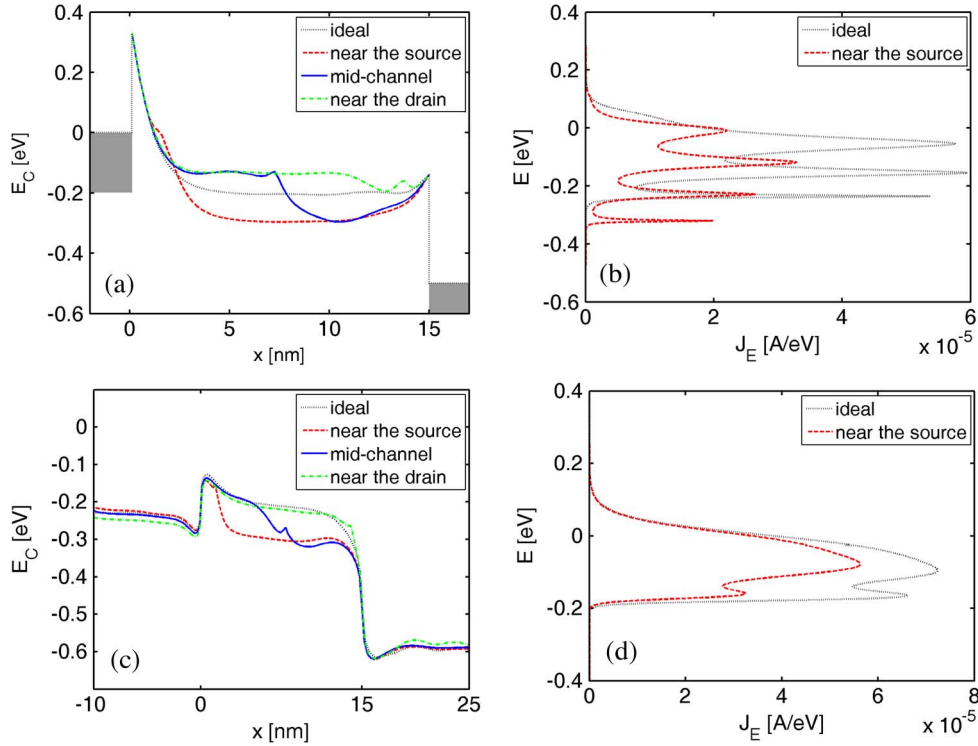 ideal
near the source
mid-channel
near the drain
0.4
0.2
0
-0.2
-0.4
-0.6
E_C [eV]
(a)
0
5
10
15
x [nm]
ideal
near the source
0.4
0.2
0
-0.2
-0.4
-0.6
E [eV]
(b)
0
2
4
6
J_E [A/eV]
x 10^-5
ideal
near the source
mid-channel
near the drain
0
-0.1
-0.2
-0.3
-0.4
-0.5
-0.6
E_C [eV]
(c)
-10
0
15
25
x [nm]
ideal
near the source
0.4
0.2
0
-0.2
-0.4
E [eV]
(d)
0
2
4
6
8
J_E [A/eV]
x 10^-5